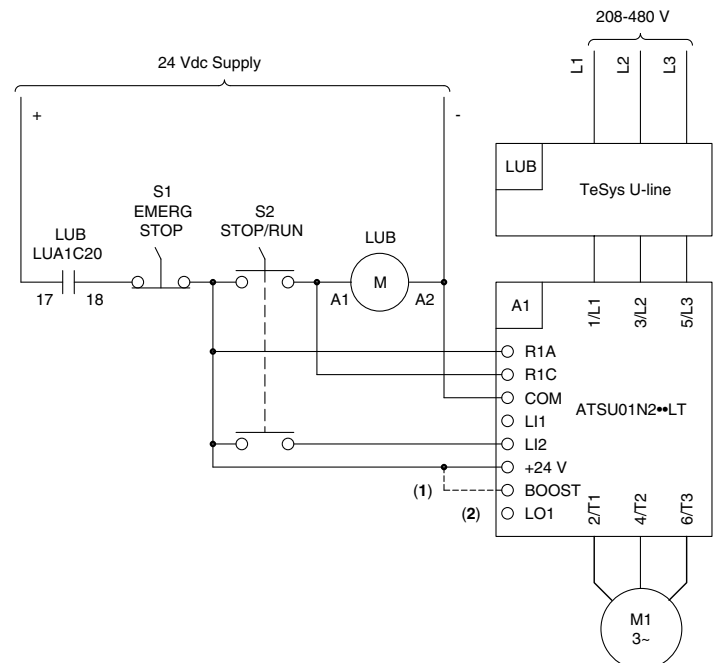 208-480 V
L1
L2
L3
24 Vdc Supply
+
-
LUB
TeSys U-line
S1
EMERG
STOP
S2
STOP/RUN
LUB
LUA1C20
LUB
17
18
A1
M
A2
A1
1/L1
3/L2
5/L3
R1A
R1C
COM
LI1
LI2
+24 V
BOOST
LO1
ATSU01N2••LT
(1)
(2)
2/T1
4/T2
6/T3
M1
3~